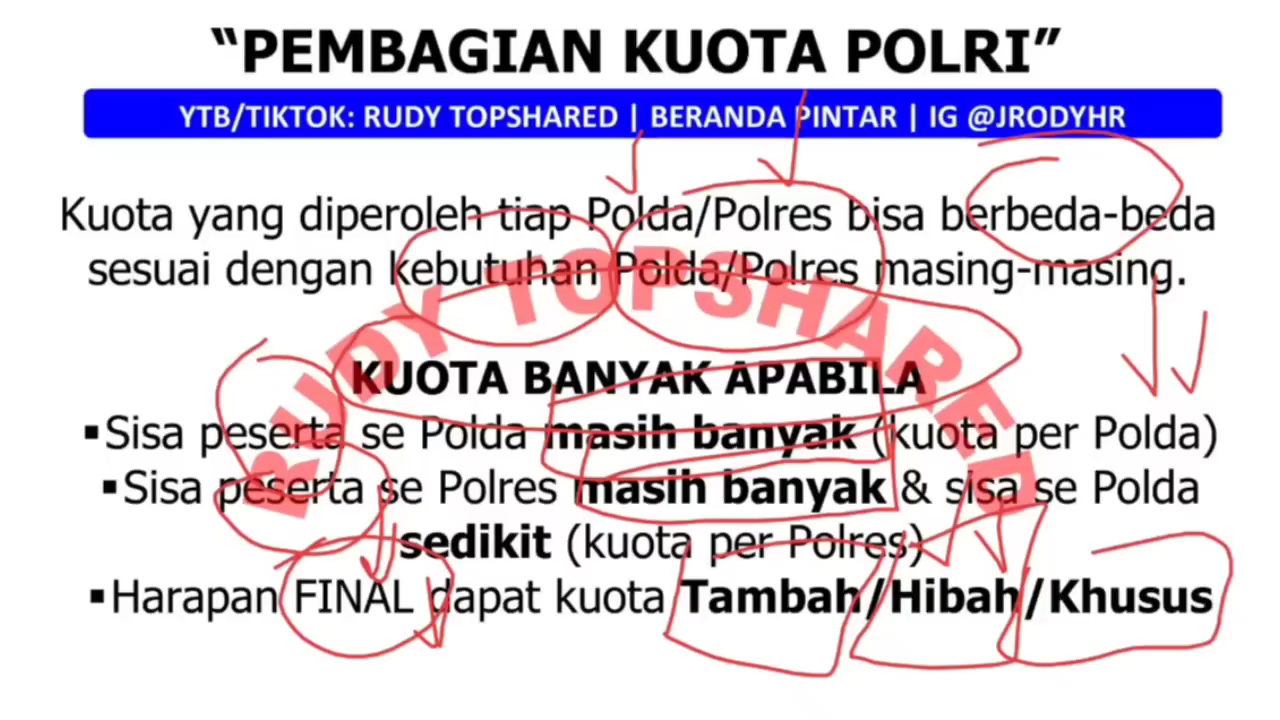 “PEMBAGIAN KUOTA POLRI”
YTB/TIKTOK: RUDY TOPSHARED | BERANDA PINTAR | IG @JRODYHR
Kuota yang diperoleh tiap Polda/Polres bisa berbeda-beda
sesuai dengan kebutuhan Polda/Polres masing-masing.
RUDY TOPSHARED
KUOTA BANYAK APABILA
▪Sisa peserta se Polda masih banyak (kuota per Polda)
▪Sisa peserta se Polres masih banyak & sisa se Polda
sedikit (kuota per Polres)
▪Harapan FINAL dapat kuota Tambah/Hibah/Khusus